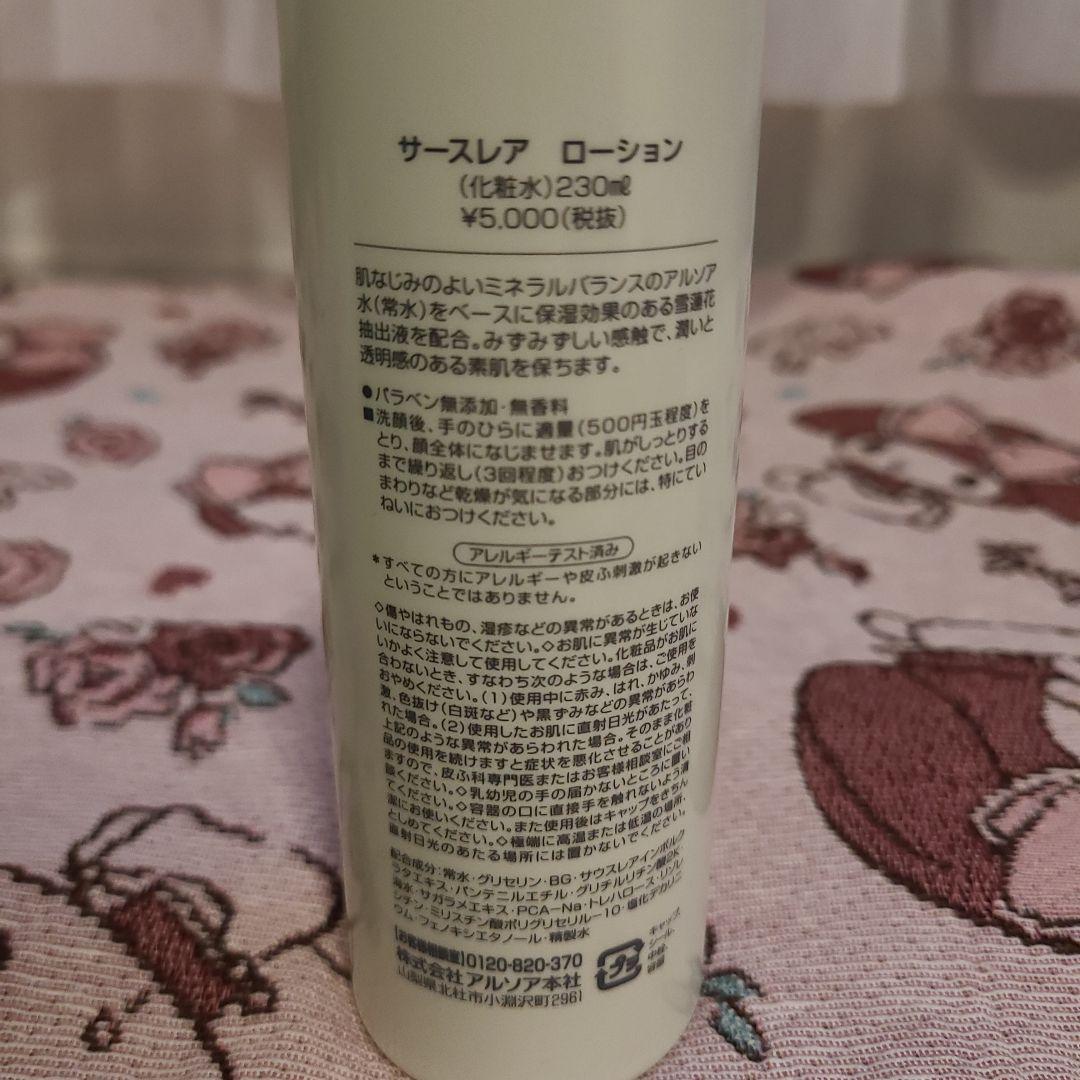 サースレア　ローション
(化粧水)230㎖
¥5,000(税抜)
肌なじみのよいミネラルバランスのアルソア
水(常水)をベースに保湿効果のある雪蓮花
抽出液を配合。みずみずしい感触で、潤いと
透明感のある素肌を保ちます。
●パラベン無添加・無香料
■洗顔後、手のひらに適量(500円玉程度)を
とり、顔全体になじませます。肌がしっとりする
まで繰り返し(3回程度)おつけください。目の
まわりなど乾燥が気になる部分には、特にてい
ねいにおつけください。
アレルギーテスト済み
*すべての方にアレルギーや皮ふ刺激が起きない
ということではありません。
◇傷やはれもの、湿疹などの異常があるときは、お使
いにならないでください。◇お肌に異常が生じていな
いかよく注意して使用してください。化粧品がお肌に
合わないとき、すなわち次のような場合は、ご使用を
おやめください。(1)使用中に赤み、はれ、かゆみ、刺
激、色抜け(白斑など)や黒ずみなどの異常があらわ
れた場合。(2)使用したお肌に直射日光があたって、
上記のような異常があらわれた場合。そのまま化粧
品の使用を続けますと症状を悪化させることがあり
ますので、皮ふ科専門医またはお客様相談室にご相
談ください。◇乳幼児の手の届かないところに置い
てください。◇容器の口に直接手を触れないよう清
潔にお使いください。また使用後はキャップをきちん
としめてください。◇極端に高温または低温の場所、
直射日光のあたる場所には置かないでください。
配合成分:常水・グリセリン・BG・サウスレアインボルク
ラタエキス・パンテニルエチル・グリチルリチン酸2K・
海水・サガラメエキス・PCA-Na・トレハロース・リゾレ
シチン・ミリスチン酸ポリグリセリル-10・塩化デカリニ
ウム・フェノキシエタノール・精製水
お客様相談室 0120-820-370
株式会社 アルソア本社
山梨県北杜市小淵沢町2961
プラ
キャップ、
シール、
中栓、
容器